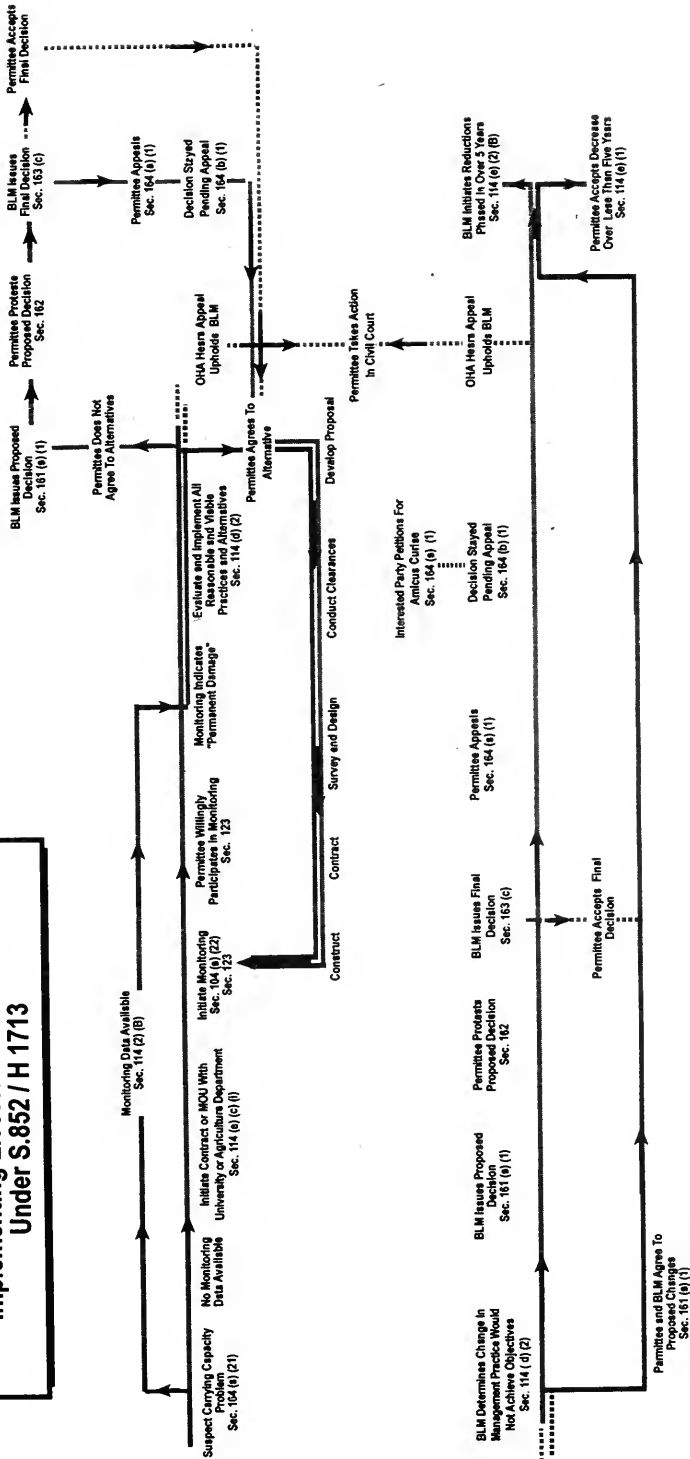 Under S.852 / H 1713
BLM Issues Proposed
Decision
Sec. 161 (a) (1)
Permittee Protests
Proposed Decision
Sec. 162
BLM Issues
Final Decision
Sec. 163 (c)
Permittee Accepts
Final Decision
Permittee Does Not
Agree To Alternatives
Permittee Appeals
Sec. 164 (a) (1)
Decision Stayed
Pending Appeal
Sec. 164 (b) (1)
Monitoring Data Available
Sec. 114 (2) (B)
Suspect Carrying Capacity
Problem
Sec. 104 (a) (21)
No Monitoring
Data Available
Initiate Contract or MOU With
University or Agriculture Department
Sec. 114 (e) (c) (i)
Initiate Monitoring
Sec. 104 (a) (22)
Sec. 123
Permittee Willingly
Participates in Monitoring
Sec. 123
Monitoring Indicates
"Permanent Damage"
Evaluate and Implement All
Reasonable and Viable
Practices and Alternatives
Sec. 114 (d) (2)
Permittee Agrees To
Alternative
OHA Hears Appeal
Upholds BLM
Construct
Contract
Survey and Design
Conduct Clearances
Develop Proposal
Permittee Takes Action
In Civil Court
BLM Determines Change In
Management Practice Would
Not Achieve Objectives
Sec. 114 ( d) (2)
BLM Issues Proposed
Decision
Sec. 161 (a) (1)
Permittee Protests
Proposed Decision
Sec. 162
BLM Issues Final
Decision
Sec. 163 (c)
Permittee Appeals
Sec. 164 (a) (1)
Interested Party Petitions For
Amicus Curise
Sec. 164 (a) (1)
Decision Stayed
Pending Appeal
Sec. 164 (b) (1)
OHA Hears Appeal
Upholds BLM
BLM Initiates Reductions
Phased In Over 5 Years
Sec. 114 (e) (2) (B)
Permittee Accepts Decrease
Over Less Than Five Years
Sec. 114 (e) (1)
Permittee Accepts Final
Decision
Permittee and BLM Agree To
Proposed Changes
Sec. 161 (a) (1)